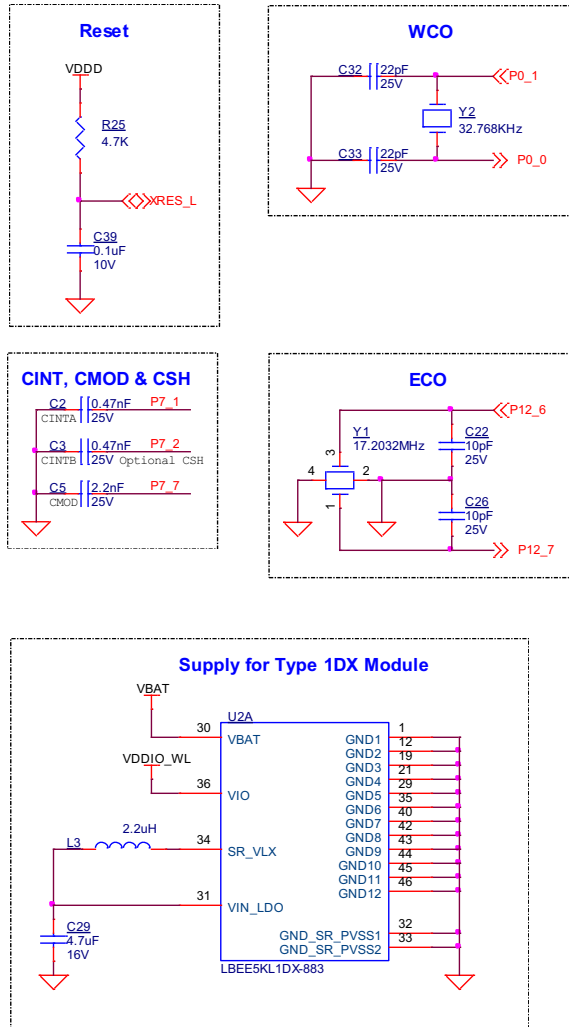 Reset
VDDD
R25
4.7K
XRES_L
C39
0.1uF
10V
WCO
C32
22pF
25V
P0_1
Y2
32.768KHz
C33
22pF
25V
P0_0
CINT, CMOD & CSH
C2 0.47nF P7_1
CINTA 25V
C3 0.47nF P7_2
CINTB 25V Optional CSH
C5 2.2nF P7_7
CMOD 25V
ECO
P12_6
Y1
17.2032MHz
C22
10pF
25V
3
4
2
1
C26
10pF
25V
P12_7
Supply for Type 1DX Module
VBAT
U2A
30 VBAT
VDDIO_WL
36 VIO
L3
2.2uH
34 SR_VLX
31 VIN_LDO
C29
4.7uF
16V
GND1 1
GND2 12
GND3 19
GND4 21
GND5 29
GND6 35
GND7 40
GND8 42
GND9 43
GND10 44
GND11 45
GND12 46
GND_SR_PVSS1 32
GND_SR_PVSS2 33
LBEE5KL1DX-883